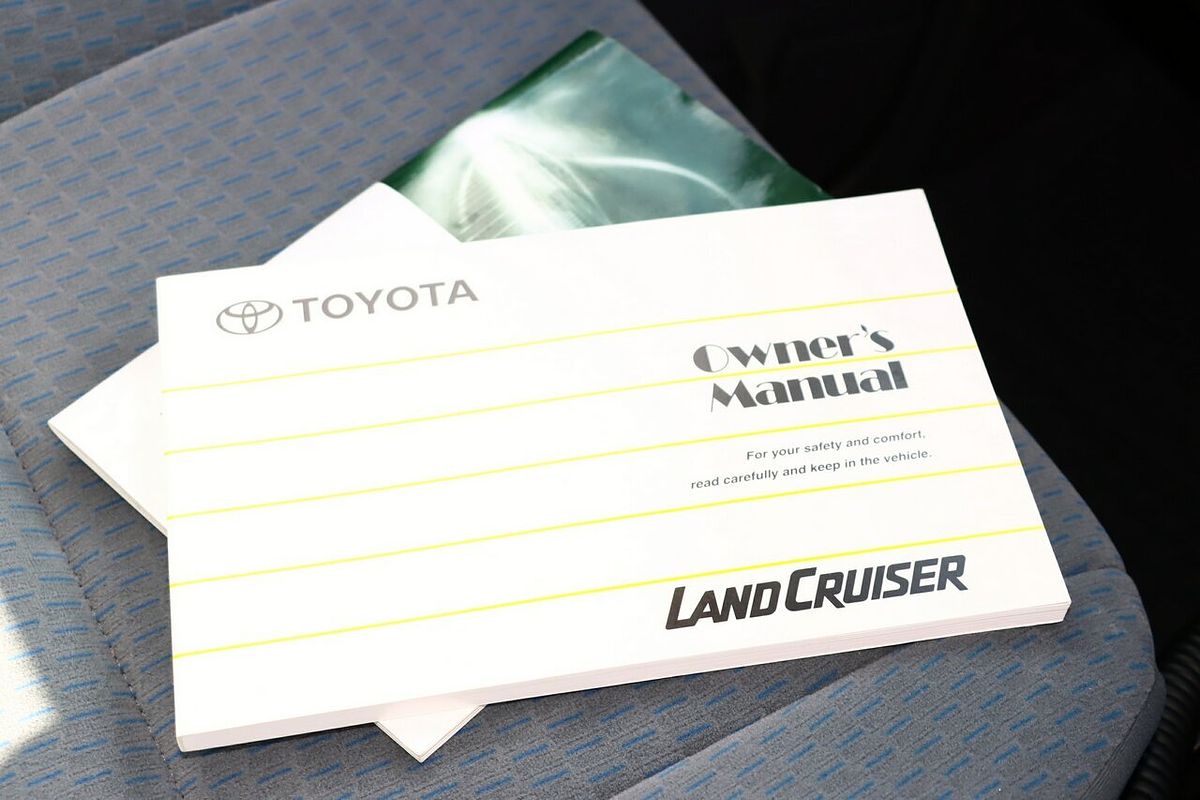 TOYOTA
Owner's
Manual
For your safety and comfort,
read carefully and keep in the vehicle.
LAND CRUISER